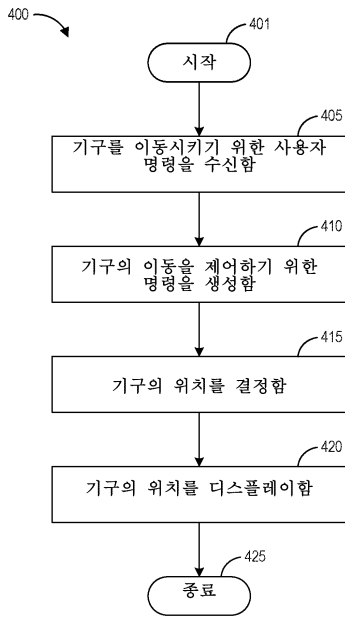 400
401
시작
405
기구를 이동시키기 위한 사용자
명령을 수신함
410
기구의 이동을 제어하기 위한
명령을 생성함
415
기구의 위치를 결정함
420
기구의 위치를 디스플레이함
425
종료